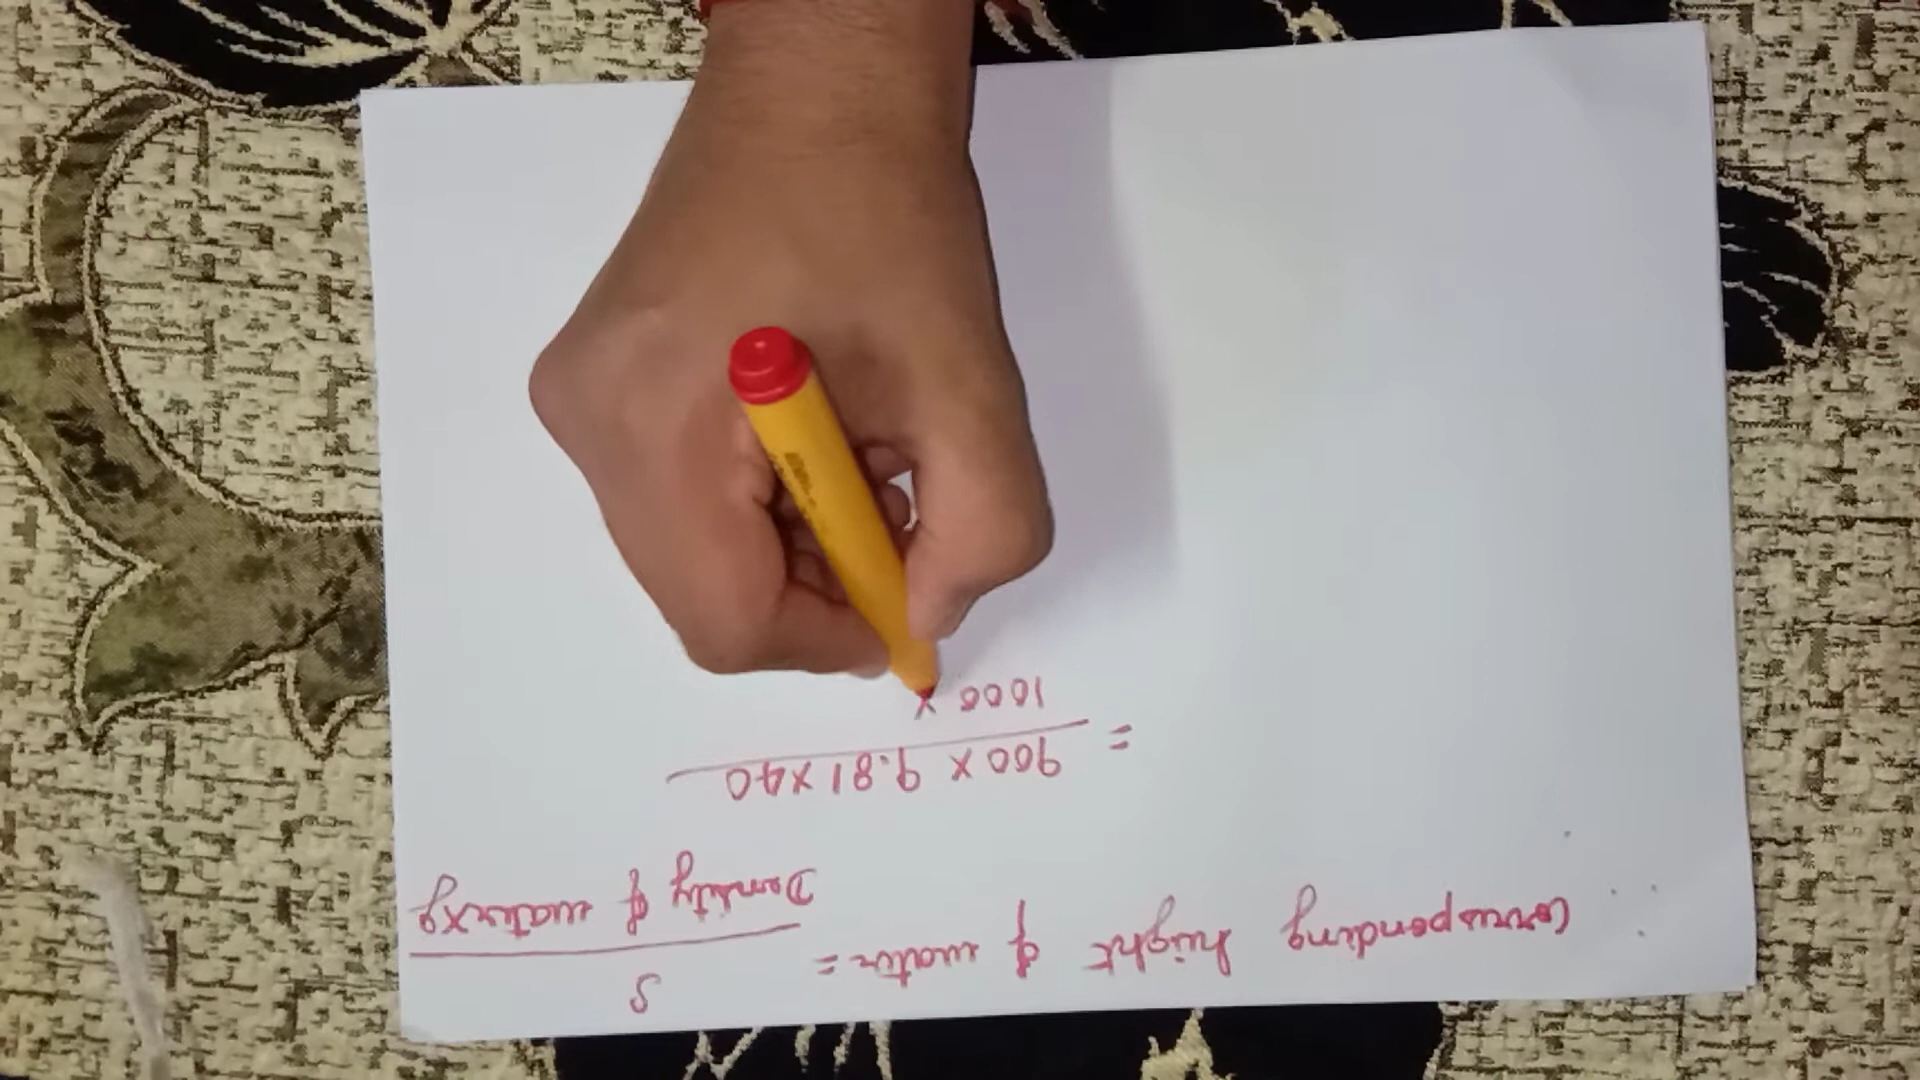 ∴ Corresponding height of water = S
Density of water×g
= 900 × 9.81 ×40
1000 ×